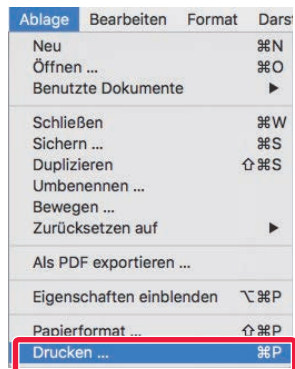 Ablage Bearbeiten Format Dars
Neu ⌘N
Öffnen ... ⌘O
Benutzte Dokumente ▶
Schließen ⌘W
Sichern ... ⌘S
Duplizieren ⇧⌘S
Umbenennen ...
Bewegen ...
Zurücksetzen auf ▶
Als PDF exportieren ...
Eigenschaften einblenden ⌥⌘P
Papierformat ... ⇧⌘P
Drucken ... ⌘P